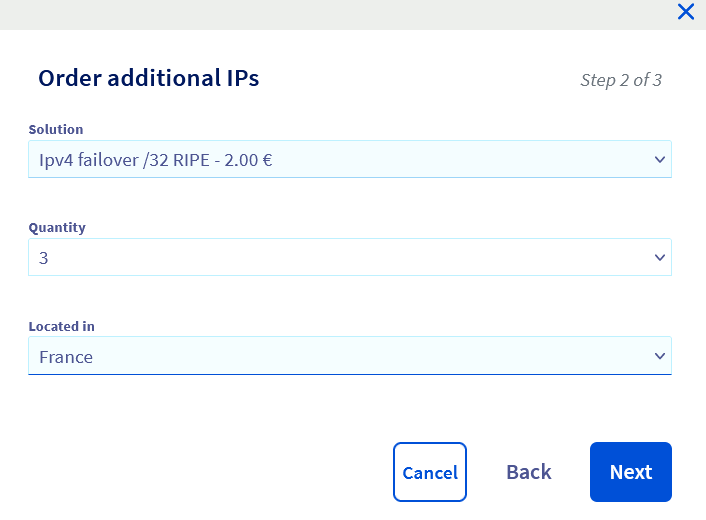 Order additional IPs
Step 2 of 3
Solution
Ipv4 failover /32 RIPE - 2.00 €
Quantity
3
Located in
France
Cancel
Back
Next